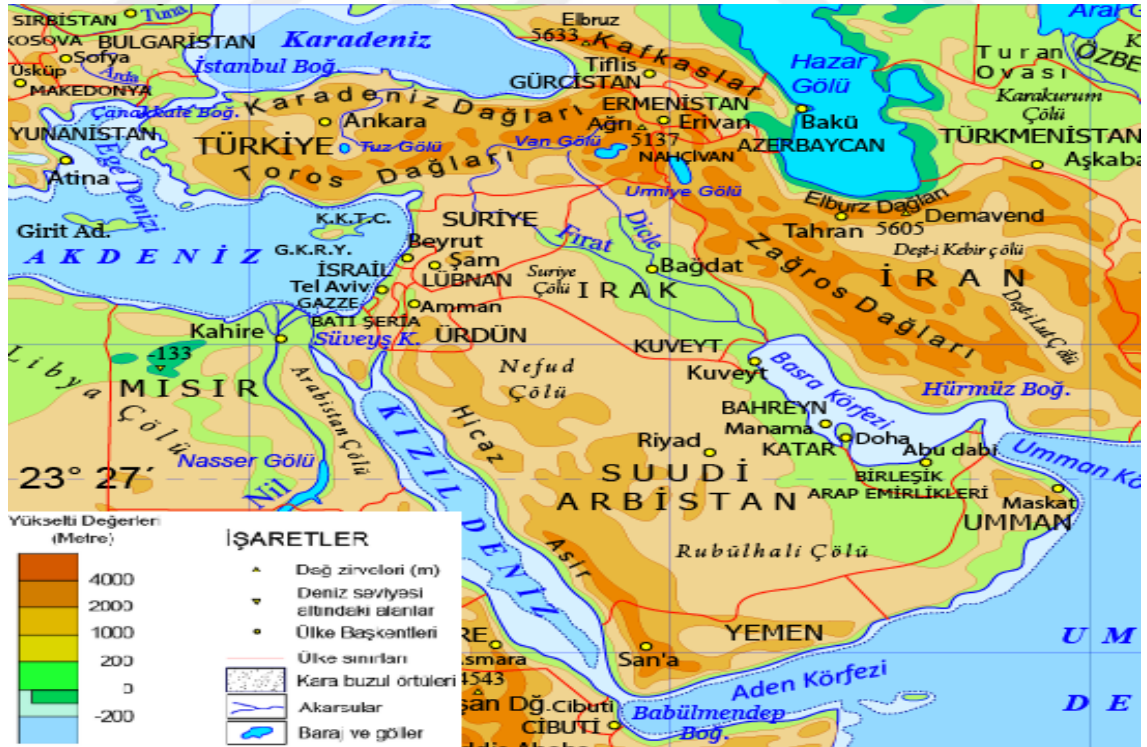 SIRBİSTAN
Tuna
KOSOVA
BULGARİSTAN
Sofya
Üsküp
Arda
MAKEDONYA
Çanakkale Boğ.
YUNANİSTAN
Atina
Ege Denizi
Girit Ad.
Karadeniz
İstanbul Boğ.
Karadeniz Dağları
Ankara
TÜRKİYE
Tuz Gölü
Toros Dağları
Elbruz
5633
Kafkaslar
Tiflis
GÜRCİSTAN
ERMENİSTAN
Ağrı
Erivan
5137
Van Gölü
NAHÇİVAN
Urmiye Gölü
Hazar
Gölü
Bakü
AZERBAYCAN
Aral
Turan
Ovası
ÖZBE
Karakurum
Çölü
TÜRKMENİSTAN
Aşkaba
Elburz Dağları
Demavend
Tahran
5605
Deşt-i Kebir çölü
İRAN
Deşt-i Lut Çölü
Zağros Dağları
AKDENİZ
K.K.T.C.
G.K.R.Y.
SURİYE
Beyrut
Şam
LÜBNAN
İSRAİL
Tel Aviv
GAZZE
Amman
BATI ŞERİA
Süveyş K.
ÜRDÜN
Fırat
Dicle
Bağdat
Suriye
Çölü
IRAK
Kahire
-133
MISIR
Libya Çölü
Arabistan Çölü
Nasser Gölü
Nil
23° 27′
KUVEYT
Kuveyt
Nefud
Çölü
Hicaz
KIZIL DENİZ
Basra Körfezi
Hürmüz Boğ.
BAHREYN
Manama
KATAR
Doha
Abu dabi
BİRLEŞİK
ARAP EMİRLİKLERİ
Umman Kö
Maskat
UMMAN
Riyad
SUUDİ
ARBİSTAN
Rubülhali Çölü
Asir
YEMEN
San'a
Aden Körfezi
Babülmendep
Boğ.
UM
DE
RE
Asmara
4543
şan Dğ.
Cibuti
CİBUTİ
Yükselti Değerleri
(Metre)
4000
2000
1000
200
0
-200
İŞARETLER
Dağ zirveleri (m)
Deniz seviyesi
altındaki alanlar
Ülke Başkentleri
Ülke sınırları
Kara buzul örtüleri
Akarsular
Baraj ve göller